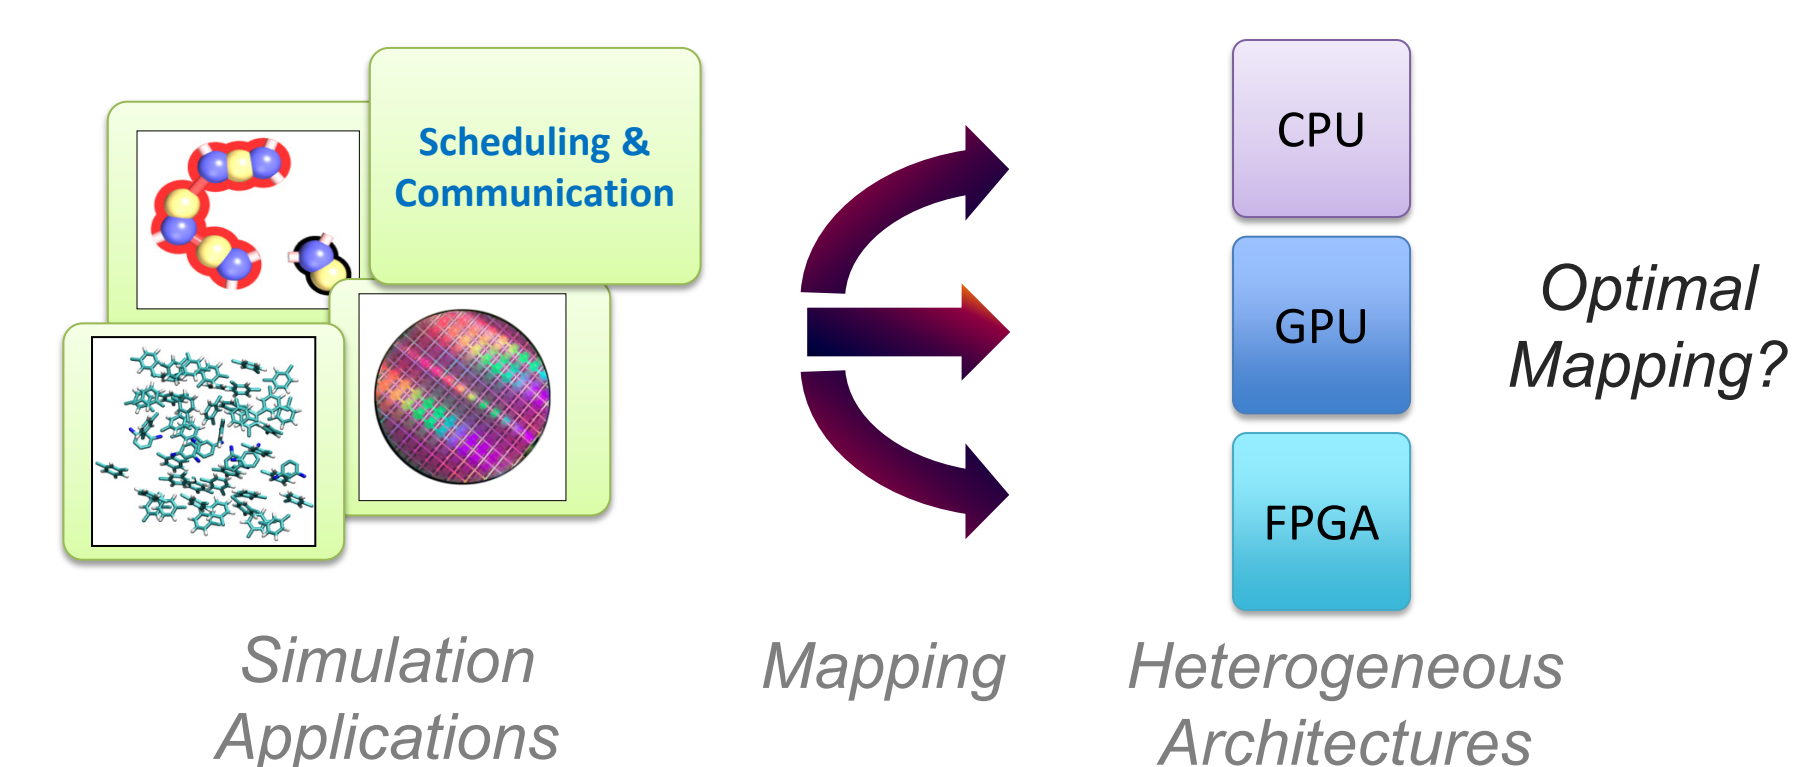 Scheduling &
Communication
CPU
GPU
FPGA
Optimal
Mapping?
Simulation
Applications
Mapping
Heterogeneous
Architectures